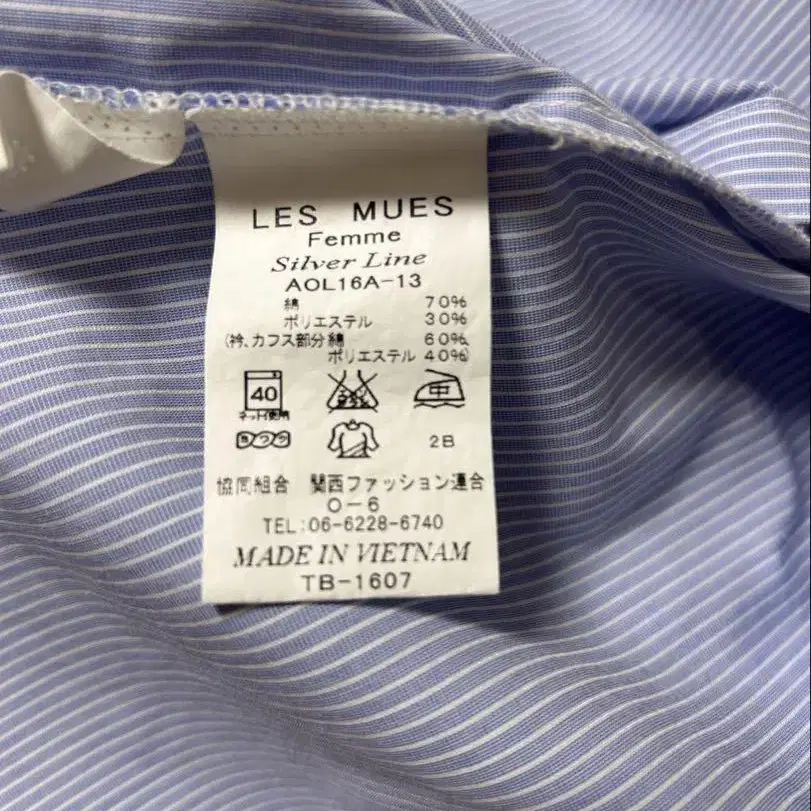 LES MUES
Femme
Silver Line
AOL16A-13
綿 70%
ポリエステル 30%
(衿、カフス部分綿 60%
ポリエステル 40%)
40 中
ネット使用
2B
協同組合 関西ファッション連合
O-6
TEL:06-6228-6740
MADE IN VIETNAM
TB-1607